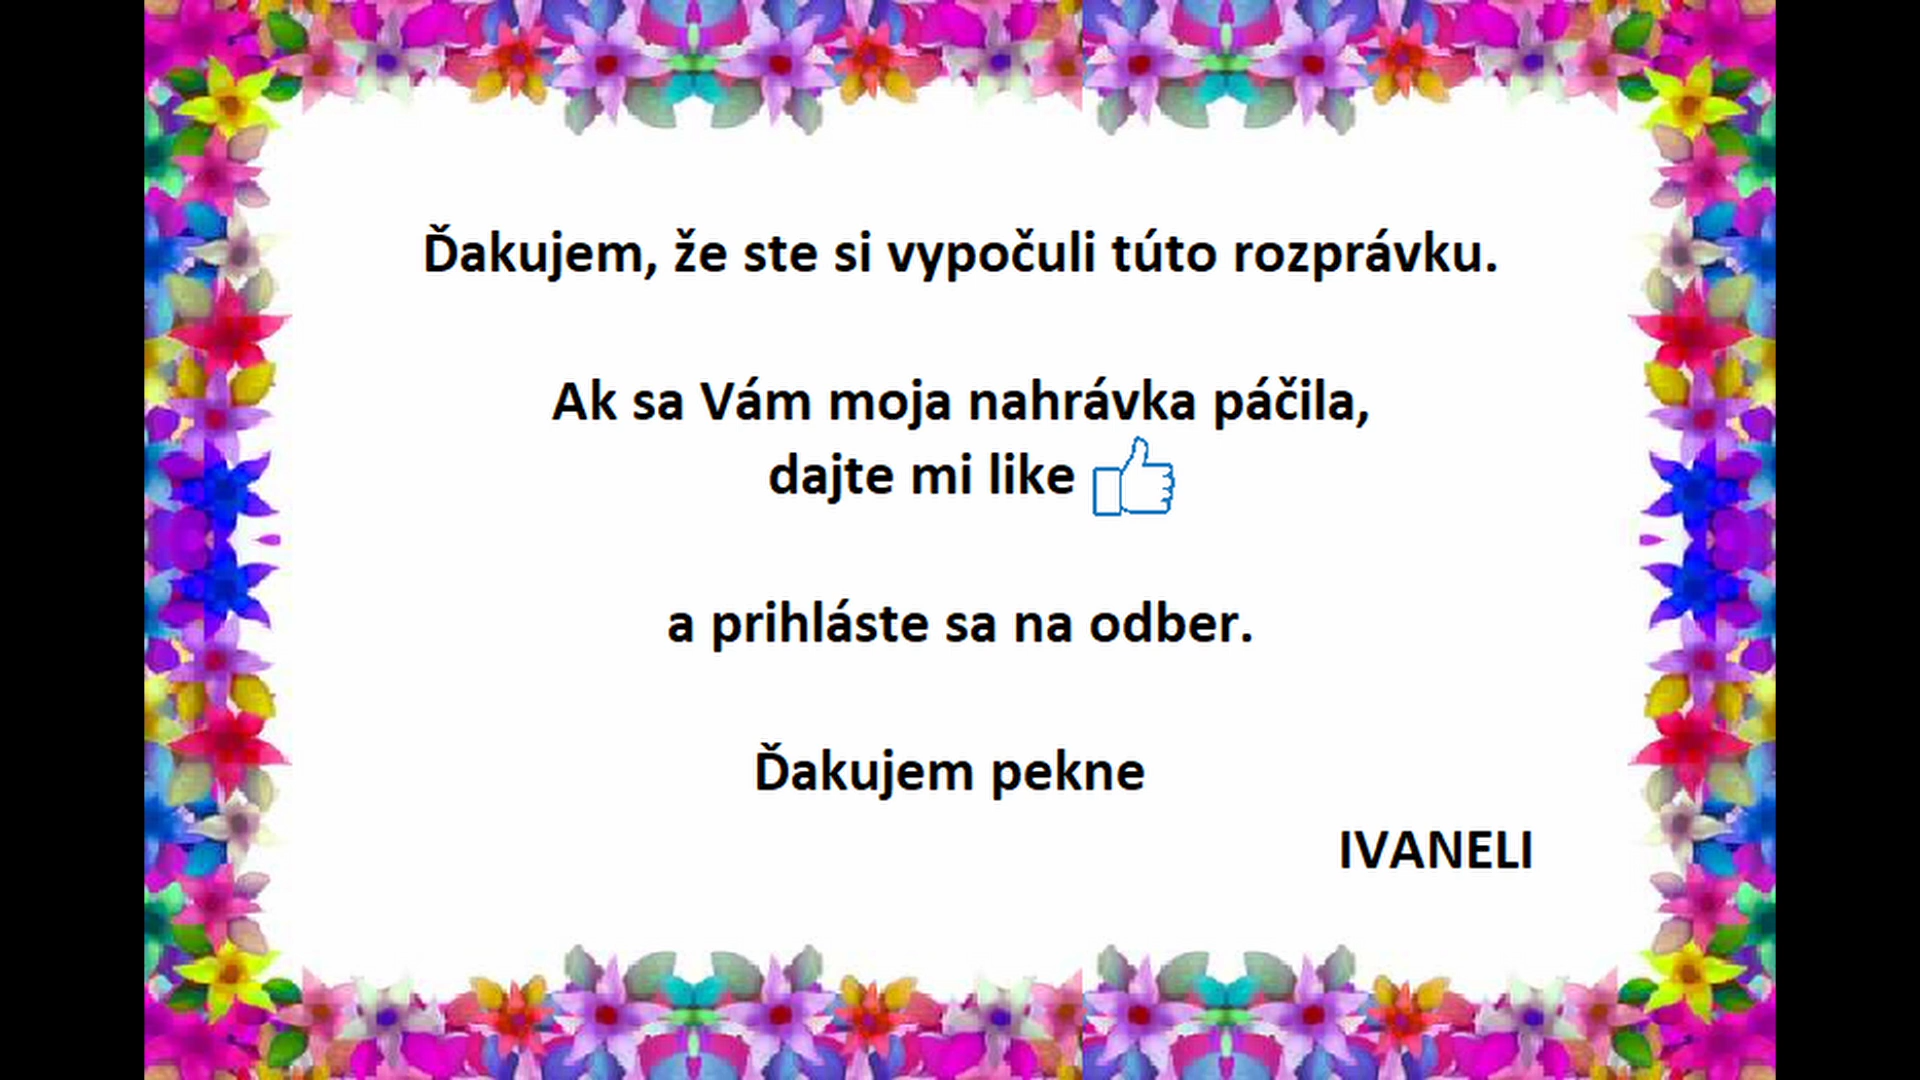 Ďakujem, že ste si vypočuli túto rozprávku.
Ak sa Vám moja nahrávka páčila,
dajte mi like
a prihláste sa na odber.
Ďakujem pekne
IVANELI